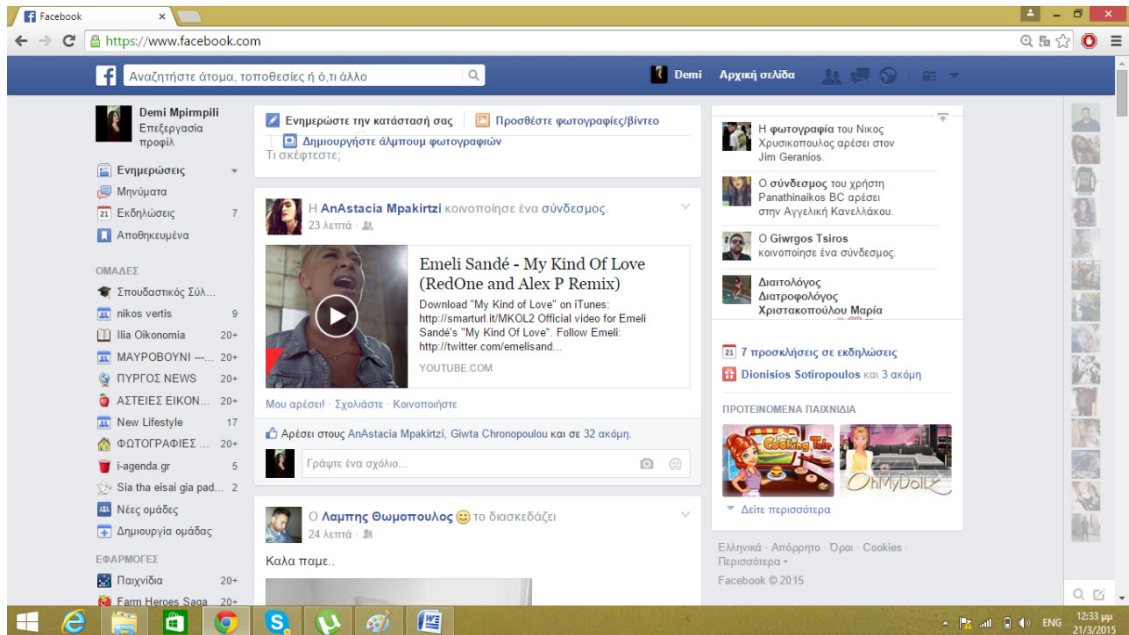 Facebook
https://www.facebook.com
Αναζητήστε άτομα, τοποθεσίες ή ό,τι άλλο
Demi Αρχική σελίδα
Demi Mpirmpili
Επεξεργασία
προφίλ
Ενημερώσεις
Μηνύματα
Εκδηλώσεις 7
Αποθηκευμένα
ΟΜΑΔΕΣ
Σπουδαστικός Σύλ...
nikos vertis 9
Ilia Oikonomia 20+
ΜΑΥΡΟΒΟΥΝΙ ---... 20+
ΠΥΡΓΟΣ NEWS 20+
ΑΣΤΕΙΕΣ ΕΙΚΟΝ... 20+
New Lifestyle 17
ΦΩΤΟΓΡΑΦΙΕΣ ... 20+
i-agenda.gr 5
Sia tha eisai gia pad... 2
Νέες ομάδες
Δημιουργία ομάδας
ΕΦΑΡΜΟΓΕΣ
Παιχνίδια 20+
Farm Heroes Saga 20+
Ενημερώστε την κατάστασή σας Προσθέστε φωτογραφίες/βίντεο
Δημιουργήστε άλμπουμ φωτογραφιών
Τι σκέφτεστε;
Η AnAstacia Mpakirtzi κοινοποίησε ένα σύνδεσμο.
23 λεπτά ·
Emeli Sandé - My Kind Of Love
(RedOne and Alex P Remix)
Download "My Kind of Love" on iTunes:
http://smarturl.it/MKOL2 Official video for Emeli
Sandé's "My Kind Of Love". Follow Emeli:
http://twitter.com/emelisand...
YOUTUBE.COM
Μου αρέσει! · Σχολιάστε · Κοινοποιήστε
Αρέσει στους AnAstacia Mpakirtzi, Giwta Chronopoulou και σε 32 ακόμη.
Γράψτε ένα σχόλιο...
Ο Λαμπης Θωμοπουλος το διασκεδάζει
24 λεπτά ·
Καλα παμε..
Η φωτογραφία του Νικος
Χρυσικοπουλος αρέσει στον
Jim Geranios.
Ο σύνδεσμος του χρήστη
Panathinaikos BC αρέσει
στην Αγγελική Κανελλάκου.
Ο Giwrgos Tsiros
κοινοποίησε ένα σύνδεσμο.
Διαιτολόγος
Διατροφολόγος
Χριστακοπούλου Μαρία
7 προσκλήσεις σε εκδηλώσεις
Dionisios Sotiropoulos και 3 ακόμη
ΠΡΟΤΕΙΝΟΜΕΝΑ ΠΑΙΧΝΙΔΙΑ
Cooking Tale
OhMyDollz
Δείτε περισσότερα
Ελληνικά · Απόρρητο · Όροι · Cookies ·
Περισσότερα
Facebook © 2015
ENG
12:33 μμ
21/3/2015